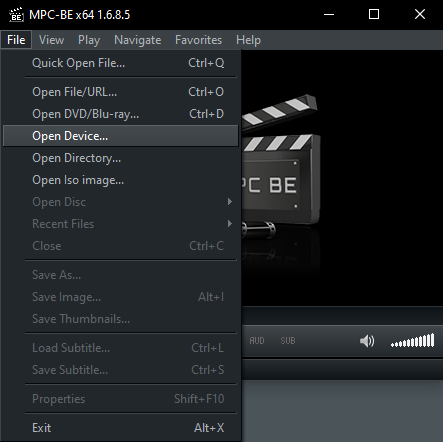 MPC-BE x64 1.6.8.5
File View Play Navigate Favorites Help
Quick Open File... Ctrl+Q
Open File/URL... Ctrl+O
Open DVD/Blu-ray... Ctrl+D
Open Device...
Open Directory...
Open Iso image...
Open Disc
Recent Files
Close Ctrl+C
Save As...
Save Image... Alt+I
Save Thumbnails...
Load Subtitle... Ctrl+L
Save Subtitle... Ctrl+S
Properties Shift+F10
Exit Alt+X
PC BE
AUD SUB